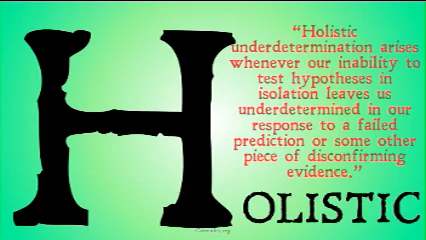 "Holistic
underdetermination arises
whenever our inability to
test hypotheses in
isolation leaves us
underdetermined in our
response to a failed
prediction or some other
piece of disconfirming
evidence."
HOLISTIC